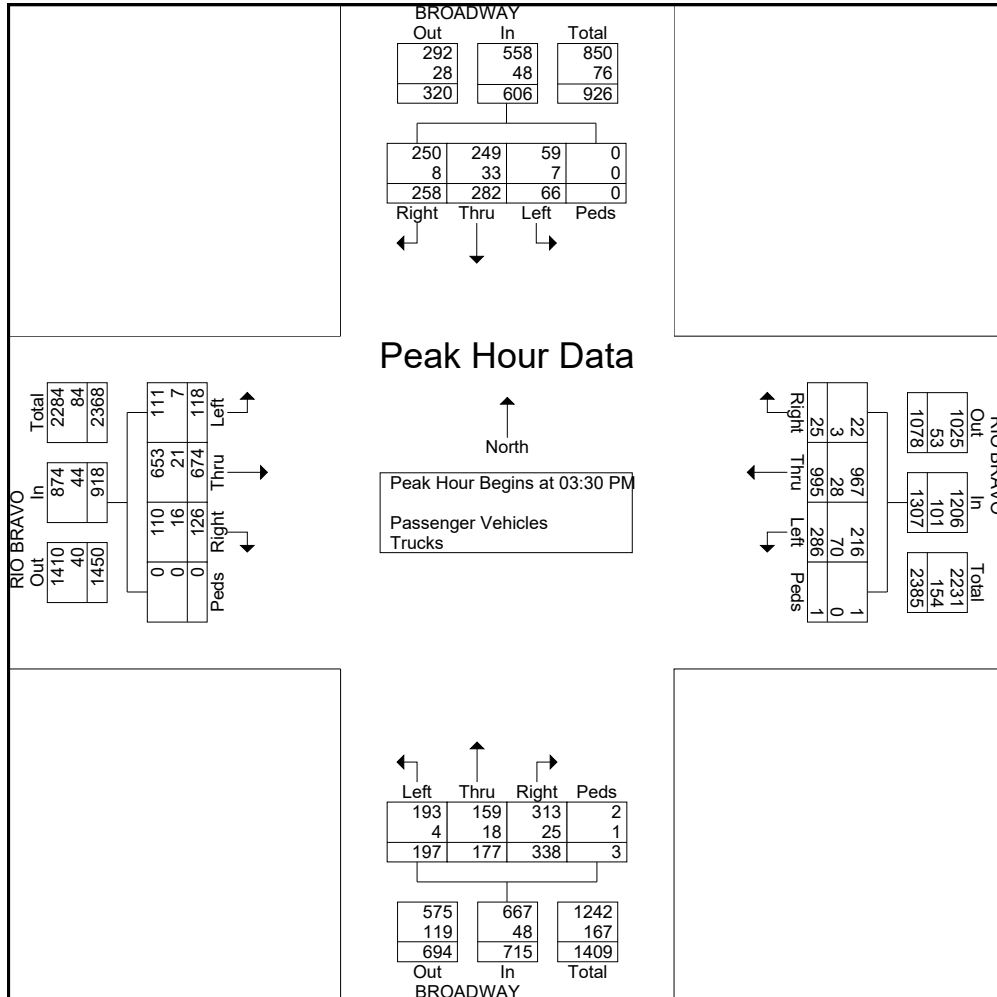 BROADWAY
Out In Total
292 558 850
28 48 76
320 606 926
250 249 59 0
8 33 7 0
258 282 66 0
Right Thru Left Peds
Peak Hour Data
North
Peak Hour Begins at 03:30 PM
Passenger Vehicles
Trucks
RIO BRAVO
Out In Total
1410 874 2284
40 44 84
1450 918 2368
Left Thru Right Peds
111 653 110 0
7 21 16 0
118 674 126 0
RIO BRAVO
Out In Total
1025 1206 2231
53 101 154
1078 1307 2385
22 967 216 1
3 28 70 0
25 995 286 1
Right Thru Left Peds
Left Thru Right Peds
193 159 313 2
4 18 25 1
197 177 338 3
575 667 1242
119 48 167
694 715 1409
Out In Total
BROADWAY